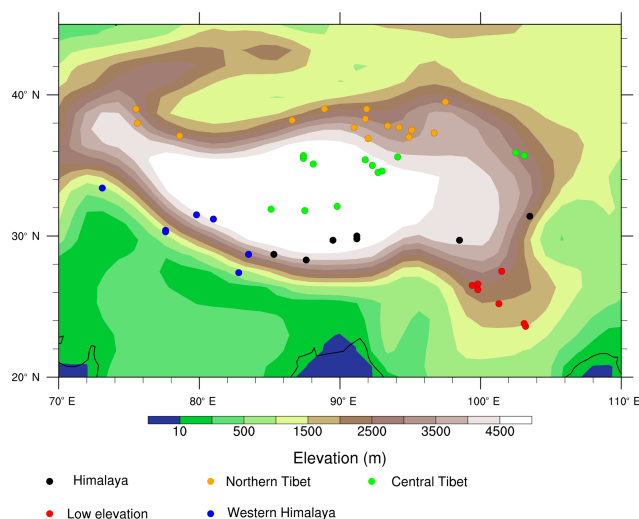 40° N
30° N
20° N
70° E 80° E 90° E 100° E 110° E
10 500 1500 2500 3500 4500
Elevation (m)
Himalaya Northern Tibet Central Tibet
Low elevation Western Himalaya